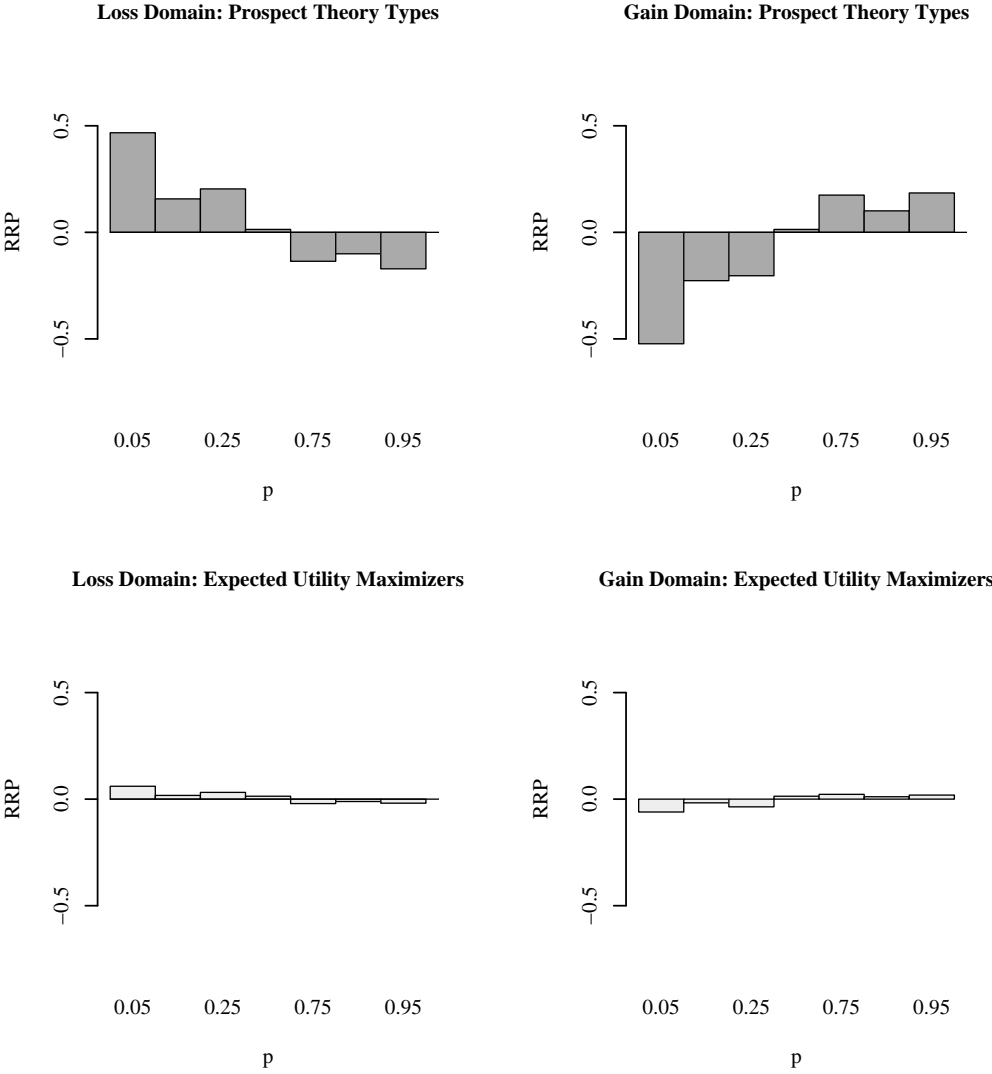 Loss Domain: Prospect Theory Types
RRP
0.5
0.0
−0.5
0.05 0.25 0.75 0.95
p
Gain Domain: Prospect Theory Types
RRP
0.5
0.0
−0.5
0.05 0.25 0.75 0.95
p
Loss Domain: Expected Utility Maximizers
RRP
0.5
0.0
−0.5
0.05 0.25 0.75 0.95
p
Gain Domain: Expected Utility Maximizers
RRP
0.5
0.0
−0.5
0.05 0.25 0.75 0.95
p